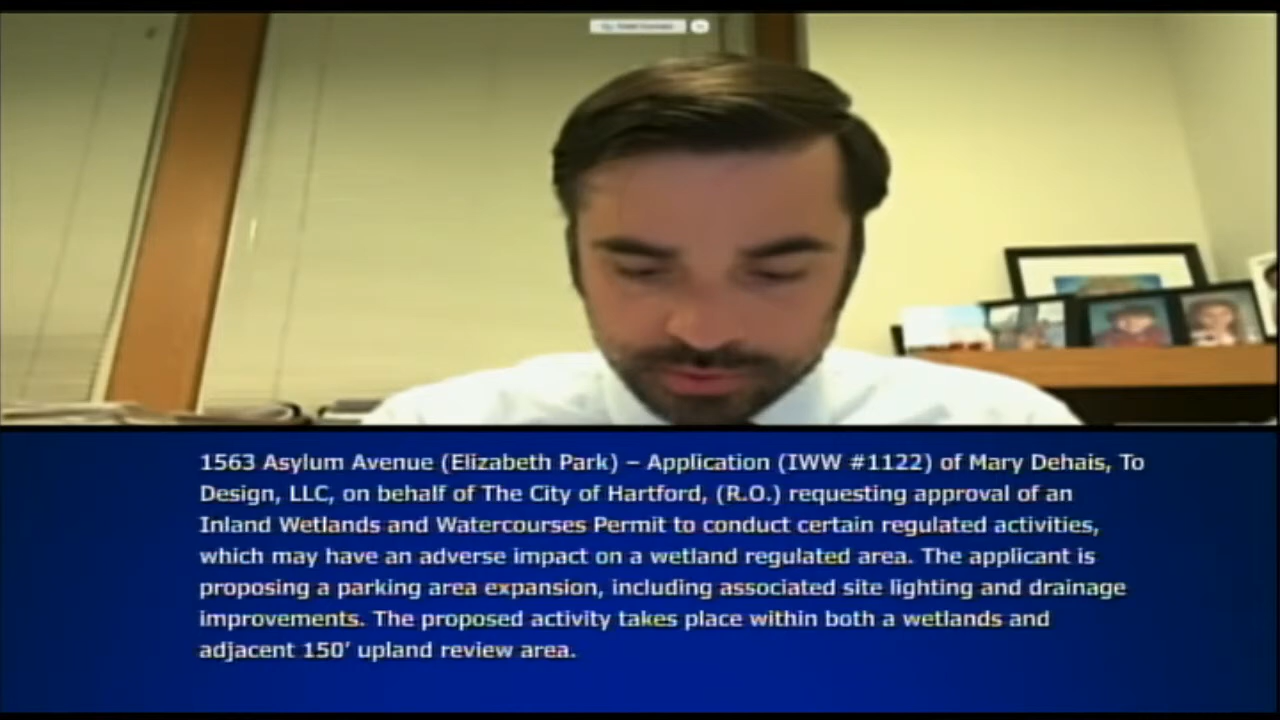 1563 Asylum Avenue (Elizabeth Park) – Application (IWW #1122) of Mary Dehais, To
Design, LLC, on behalf of The City of Hartford, (R.O.) requesting approval of an
Inland Wetlands and Watercourses Permit to conduct certain regulated activities,
which may have an adverse impact on a wetland regulated area. The applicant is
proposing a parking area expansion, including associated site lighting and drainage
improvements. The proposed activity takes place within both a wetlands and
adjacent 150’ upland review area.